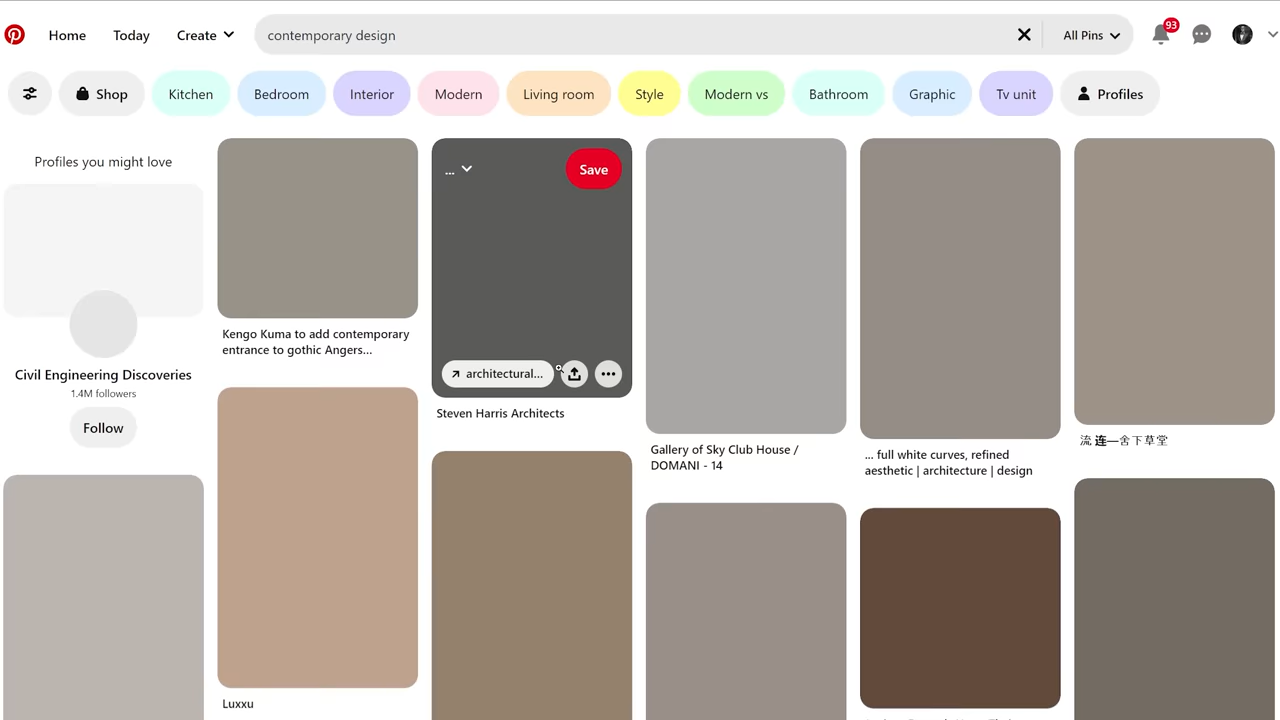 Home
Today
Create
contemporary design
All Pins
93
Shop
Kitchen
Bedroom
Interior
Modern
Living room
Style
Modern vs
Bathroom
Graphic
Tv unit
Profiles
Profiles you might love
Civil Engineering Discoveries
1.4M followers
Follow
Kengo Kuma to add contemporary
entrance to gothic Angers...
Luxxu
...
Save
architectural...
Steven Harris Architects
Gallery of Sky Club House /
DOMANI - 14
... full white curves, refined
aesthetic | architecture | design
流 连—舍下草堂